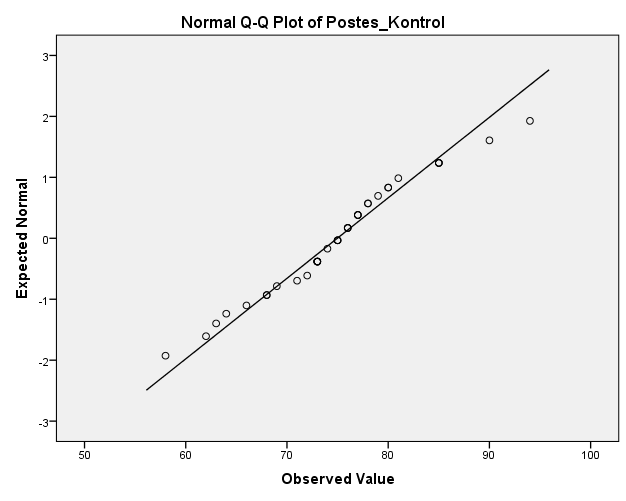 Normal Q-Q Plot of Postes_Kontrol
Expected Normal
3
2
1
0
-1
-2
-3
50 60 70 80 90 100
Observed Value